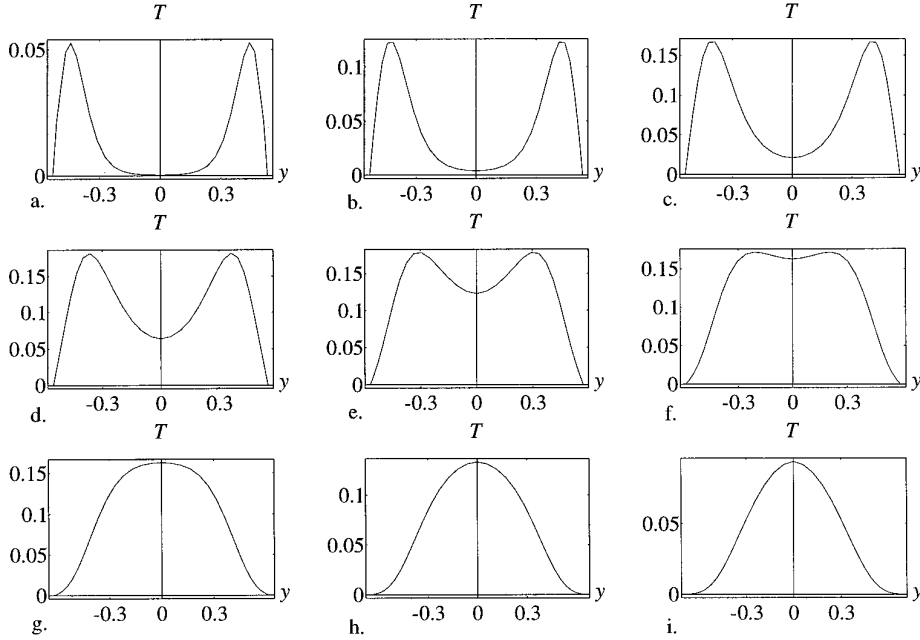 T T T
0.05 0.1 0.15
0.1
0.05 0.05
0 y 0 y 0 y
-0.3 0 0.3 -0.3 0 0.3 -0.3 0 0.3
a. b. c.
T T T
0.15 0.15 0.15
0.1 0.1 0.1
0.05 0.05 0.05
0 y 0 y 0 y
-0.3 0 0.3 -0.3 0 0.3 -0.3 0 0.3
d. e. f.
T T T
0.15 0.1
0.1 0.05
0.05 0.05
0 y 0 y 0 y
-0.3 0 0.3 -0.3 0 0.3 -0.3 0 0.3
g. h. i.